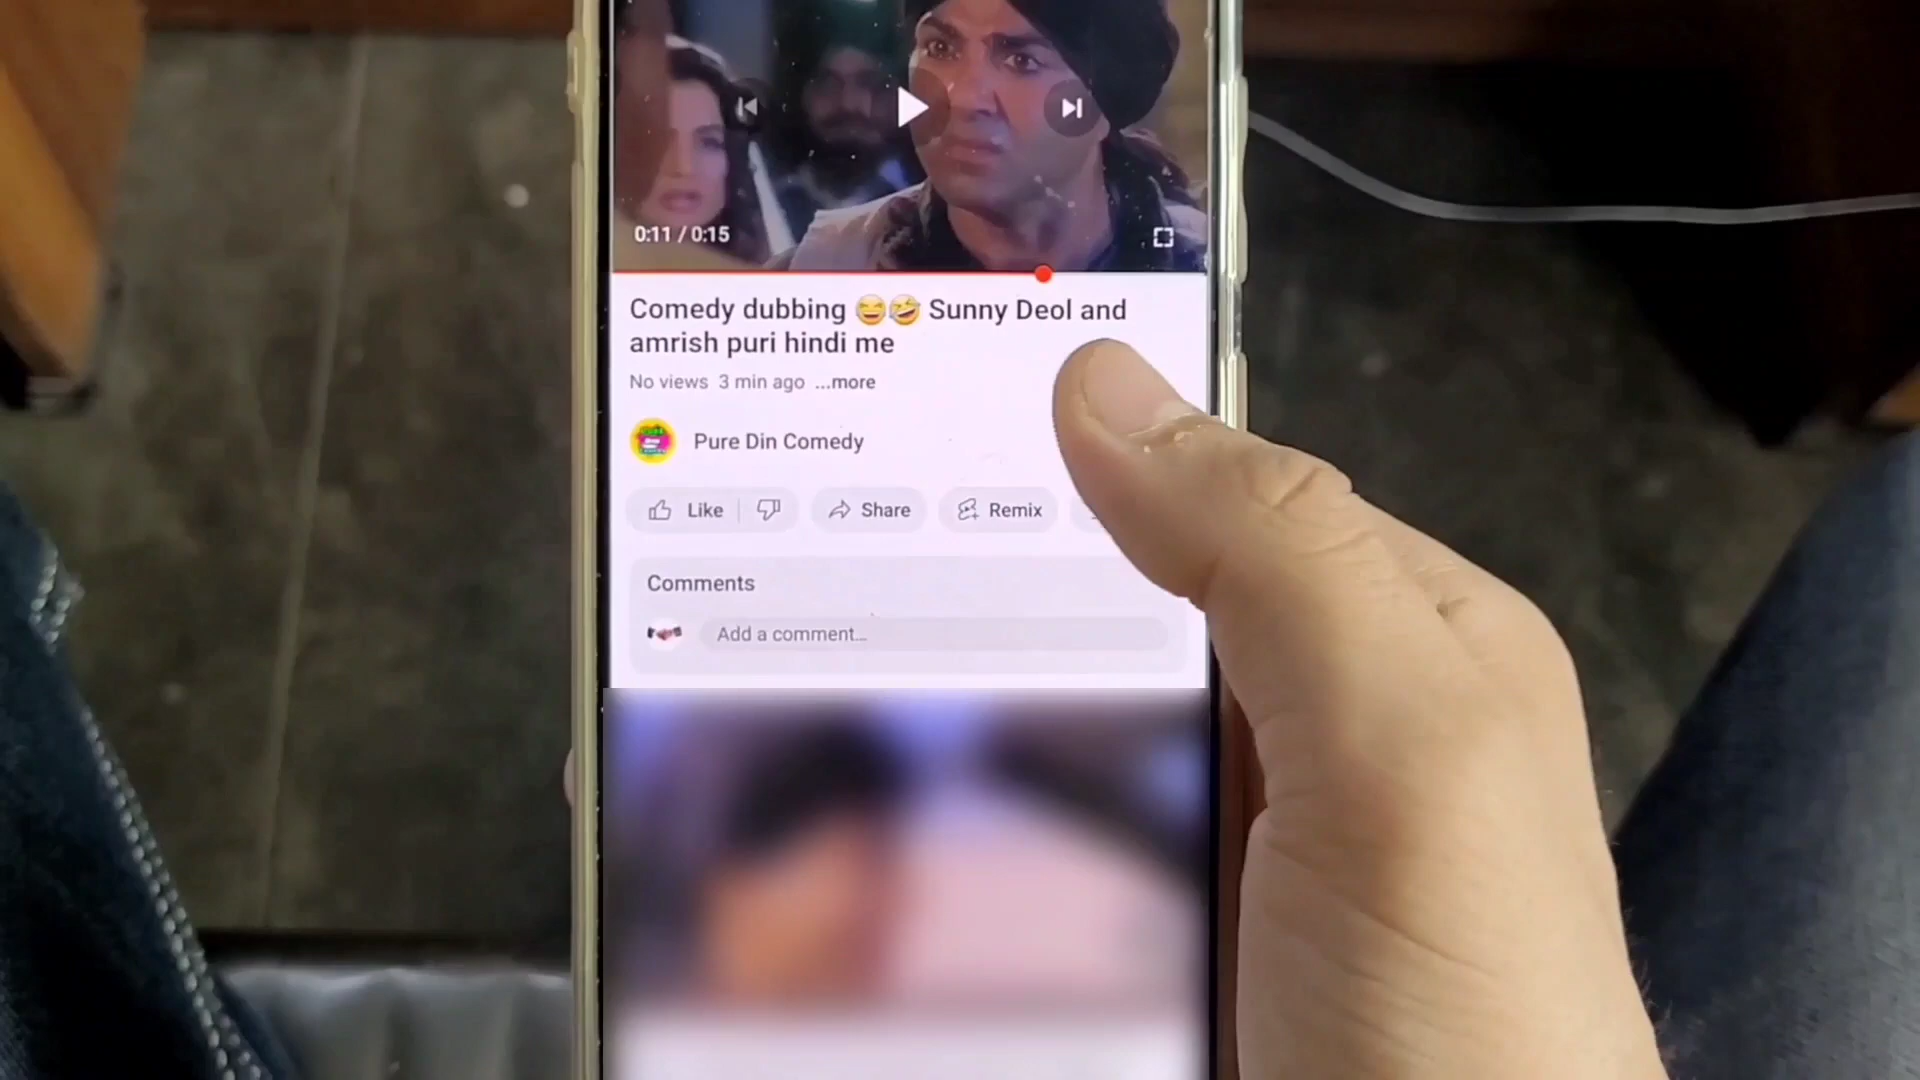 0:11 / 0:15
Comedy dubbing 😆🤣 Sunny Deol and
amrish puri hindi me
No views 3 min ago ...more
Pure Din Comedy
Like Share Remix
Comments
Add a comment...